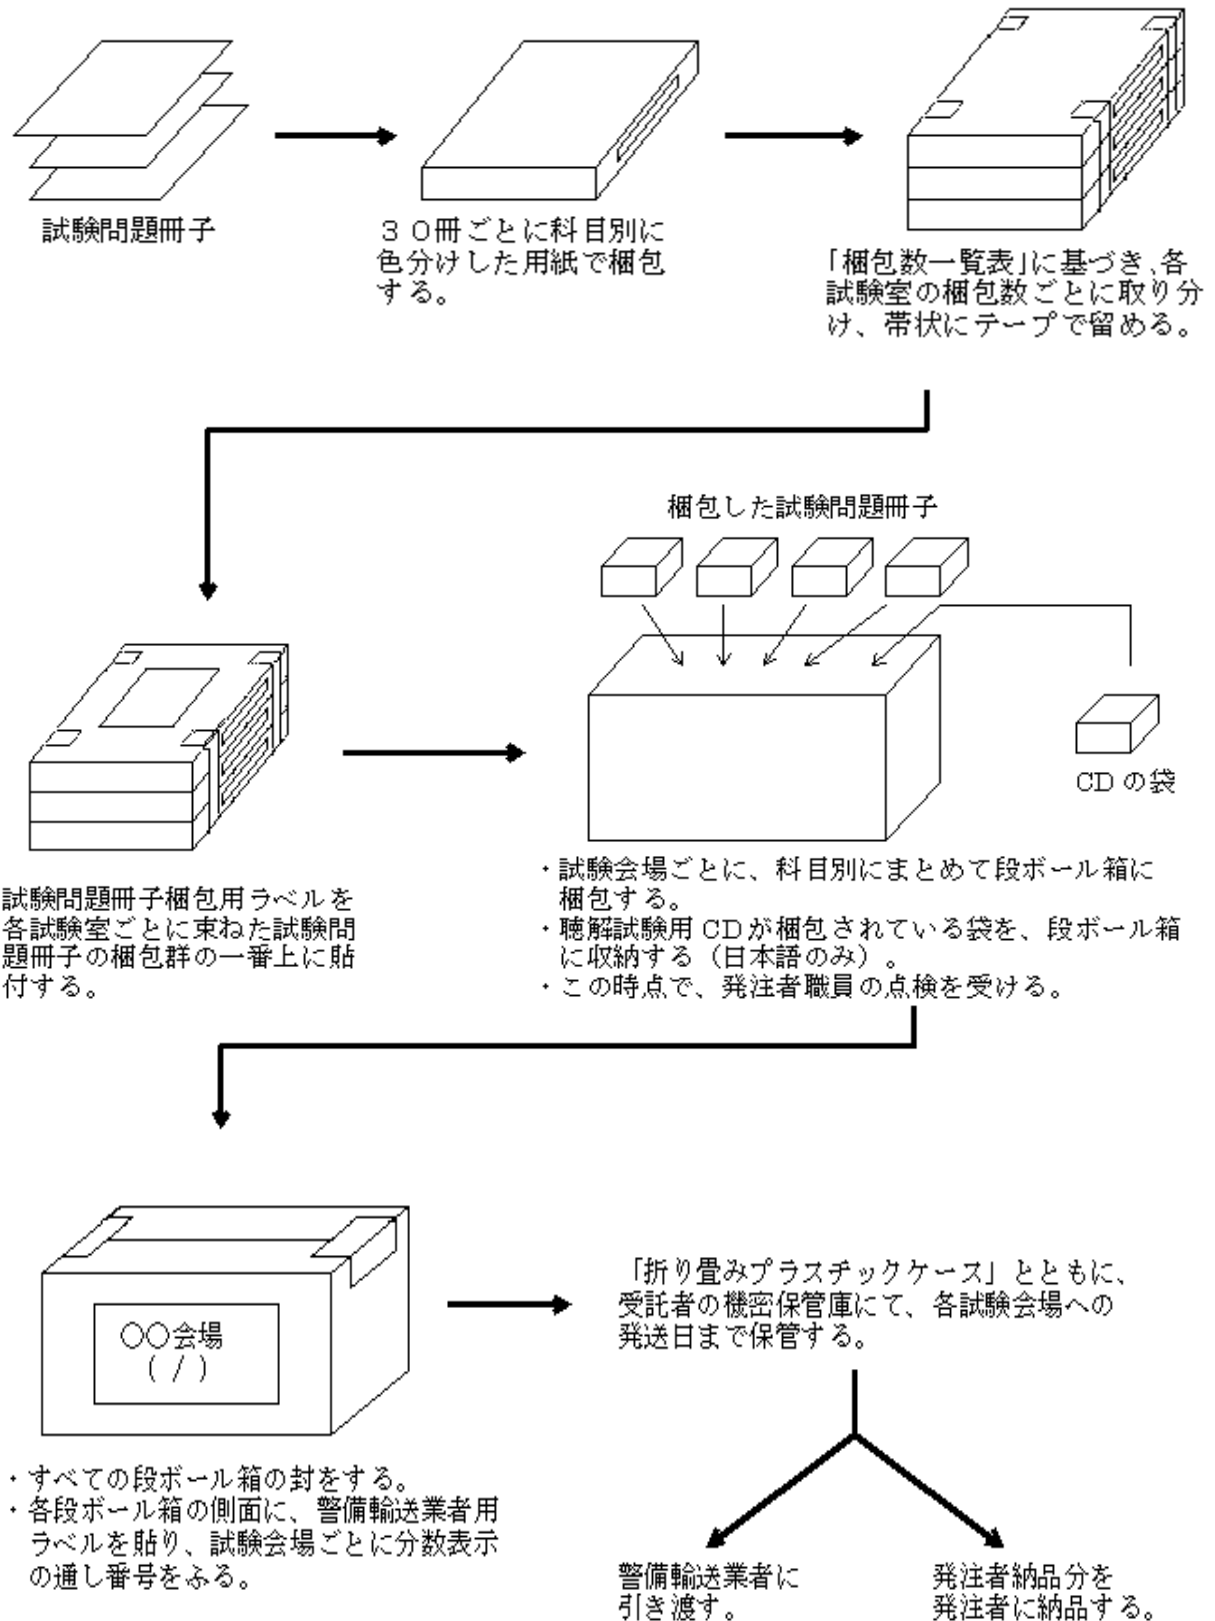 試験問題冊子
３０冊ごとに科目別に
色分けした用紙で梱包
する。
「梱包数一覧表」に基づき、各
試験室の梱包数ごとに取り分
け、帯状にテープで留める。
梱包した試験問題冊子
CD の袋
試験問題冊子梱包用ラベルを
各試験室ごとに束ねた試験問
題冊子の梱包群の一番上に貼
付する。
・試験会場ごとに、科目別にまとめて段ボール箱に
梱包する。
・聴解試験用 CD が梱包されている袋を、段ボール箱
に収納する（日本語のみ）。
・この時点で、発注者職員の点検を受ける。
〇〇会場
( / )
・すべての段ボール箱の封をする。
・各段ボール箱の側面に、警備輸送業者用
ラベルを貼り、試験会場ごとに分数表示
の通し番号をふる。
「折り畳みプラスチックケース」とともに、
受託者の機密保管庫にて、各試験会場への
発送日まで保管する。
警備輸送業者に
引き渡す。
発注者納品分を
発注者に納品する。